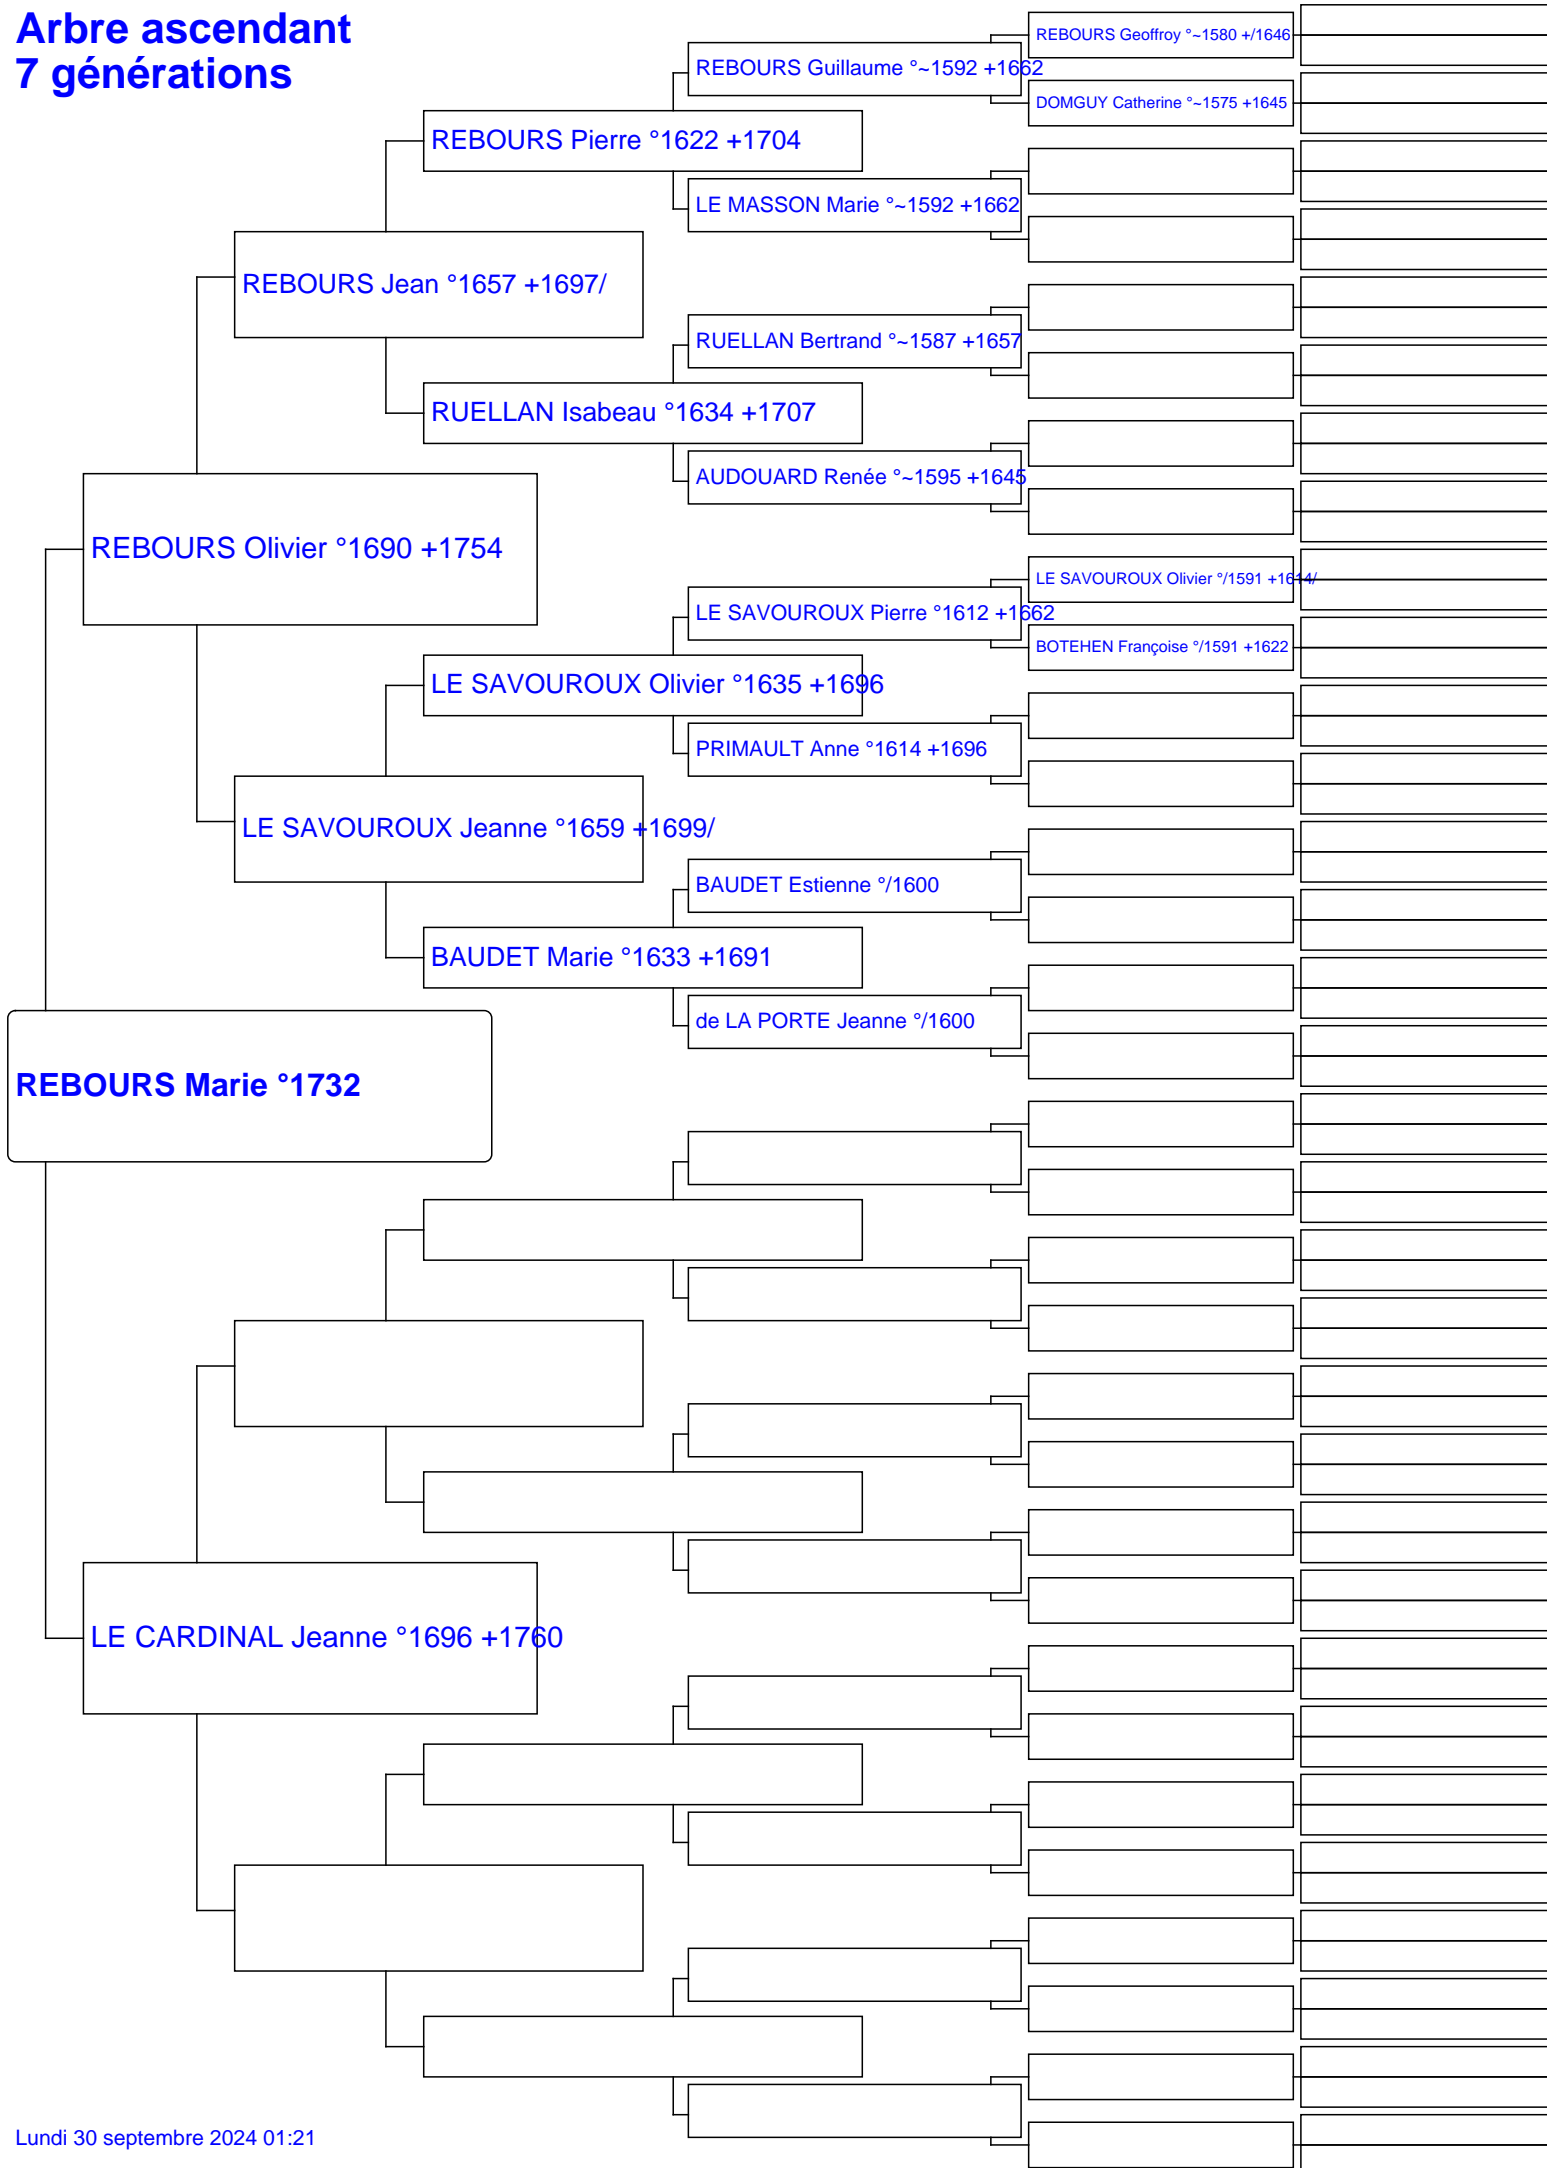 Arbre ascendant
7 générations
REBOURS Geoffroy °~1580 +/1646
REBOURS Guillaume °~1592 +1662
DOMGUY Catherine °~1575 +1645
REBOURS Pierre °1622 +1704
LE MASSON Marie °~1592 +1662
REBOURS Jean °1657 +1697/
RUELLAN Bertrand °~1587 +1657
RUELLAN Isabeau °1634 +1707
AUDOUARD Renée °~1595 +1645
REBOURS Olivier °1690 +1754
LE SAVOUROUX Olivier °/1591 +1614/
LE SAVOUROUX Pierre °1612 +1662
BOTEHEN Françoise °/1591 +1622
LE SAVOUROUX Olivier °1635 +1696
PRIMAULT Anne °1614 +1696
LE SAVOUROUX Jeanne °1659 +1699/
BAUDET Estienne °/1600
BAUDET Marie °1633 +1691
de LA PORTE Jeanne °/1600
REBOURS Marie °1732
LE CARDINAL Jeanne °1696 +1760
Lundi 30 septembre 2024 01:21